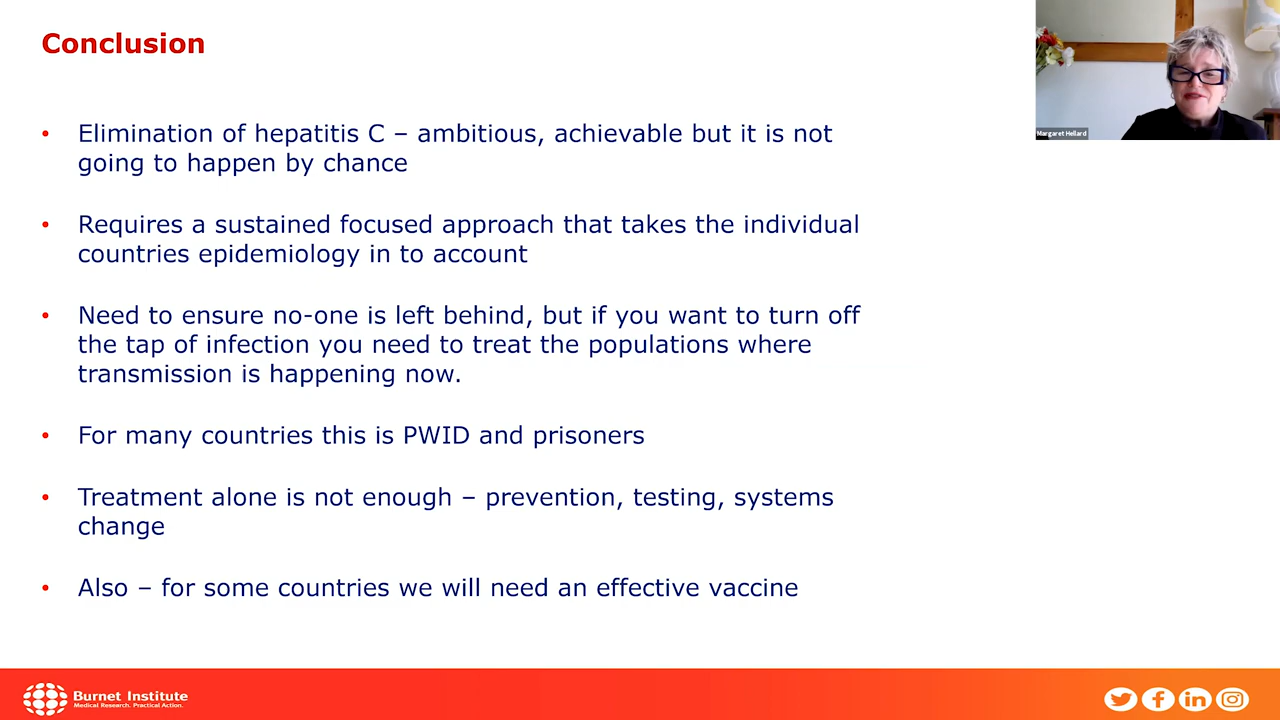 Conclusion
Margaret Hellard
• Elimination of hepatitis C – ambitious, achievable but it is not
going to happen by chance
• Requires a sustained focused approach that takes the individual
countries epidemiology in to account
• Need to ensure no-one is left behind, but if you want to turn off
the tap of infection you need to treat the populations where
transmission is happening now.
• For many countries this is PWID and prisoners
• Treatment alone is not enough – prevention, testing, systems
change
• Also – for some countries we will need an effective vaccine
Burnet Institute
Medical Research. Practical Action.